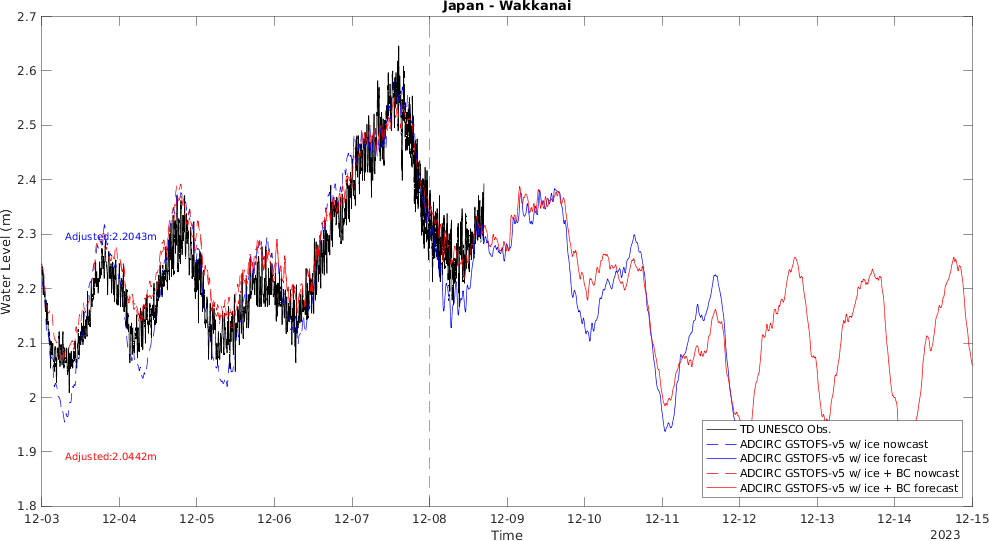 Japan - Wakkanai
2.7
2.6
2.5
2.4
2.3
2.2
2.1
2
1.9
1.8
Water Level (m)
Adjusted:2.2043m
Adjusted:2.0442m
TD UNESCO Obs.
ADCIRC GSTOFS-v5 w/ ice nowcast
ADCIRC GSTOFS-v5 w/ ice forecast
ADCIRC GSTOFS-v5 w/ ice + BC nowcast
ADCIRC GSTOFS-v5 w/ ice + BC forecast
12-03 12-04 12-05 12-06 12-07 12-08 12-09 12-10 12-11 12-12 12-13 12-14 12-15
Time
2023